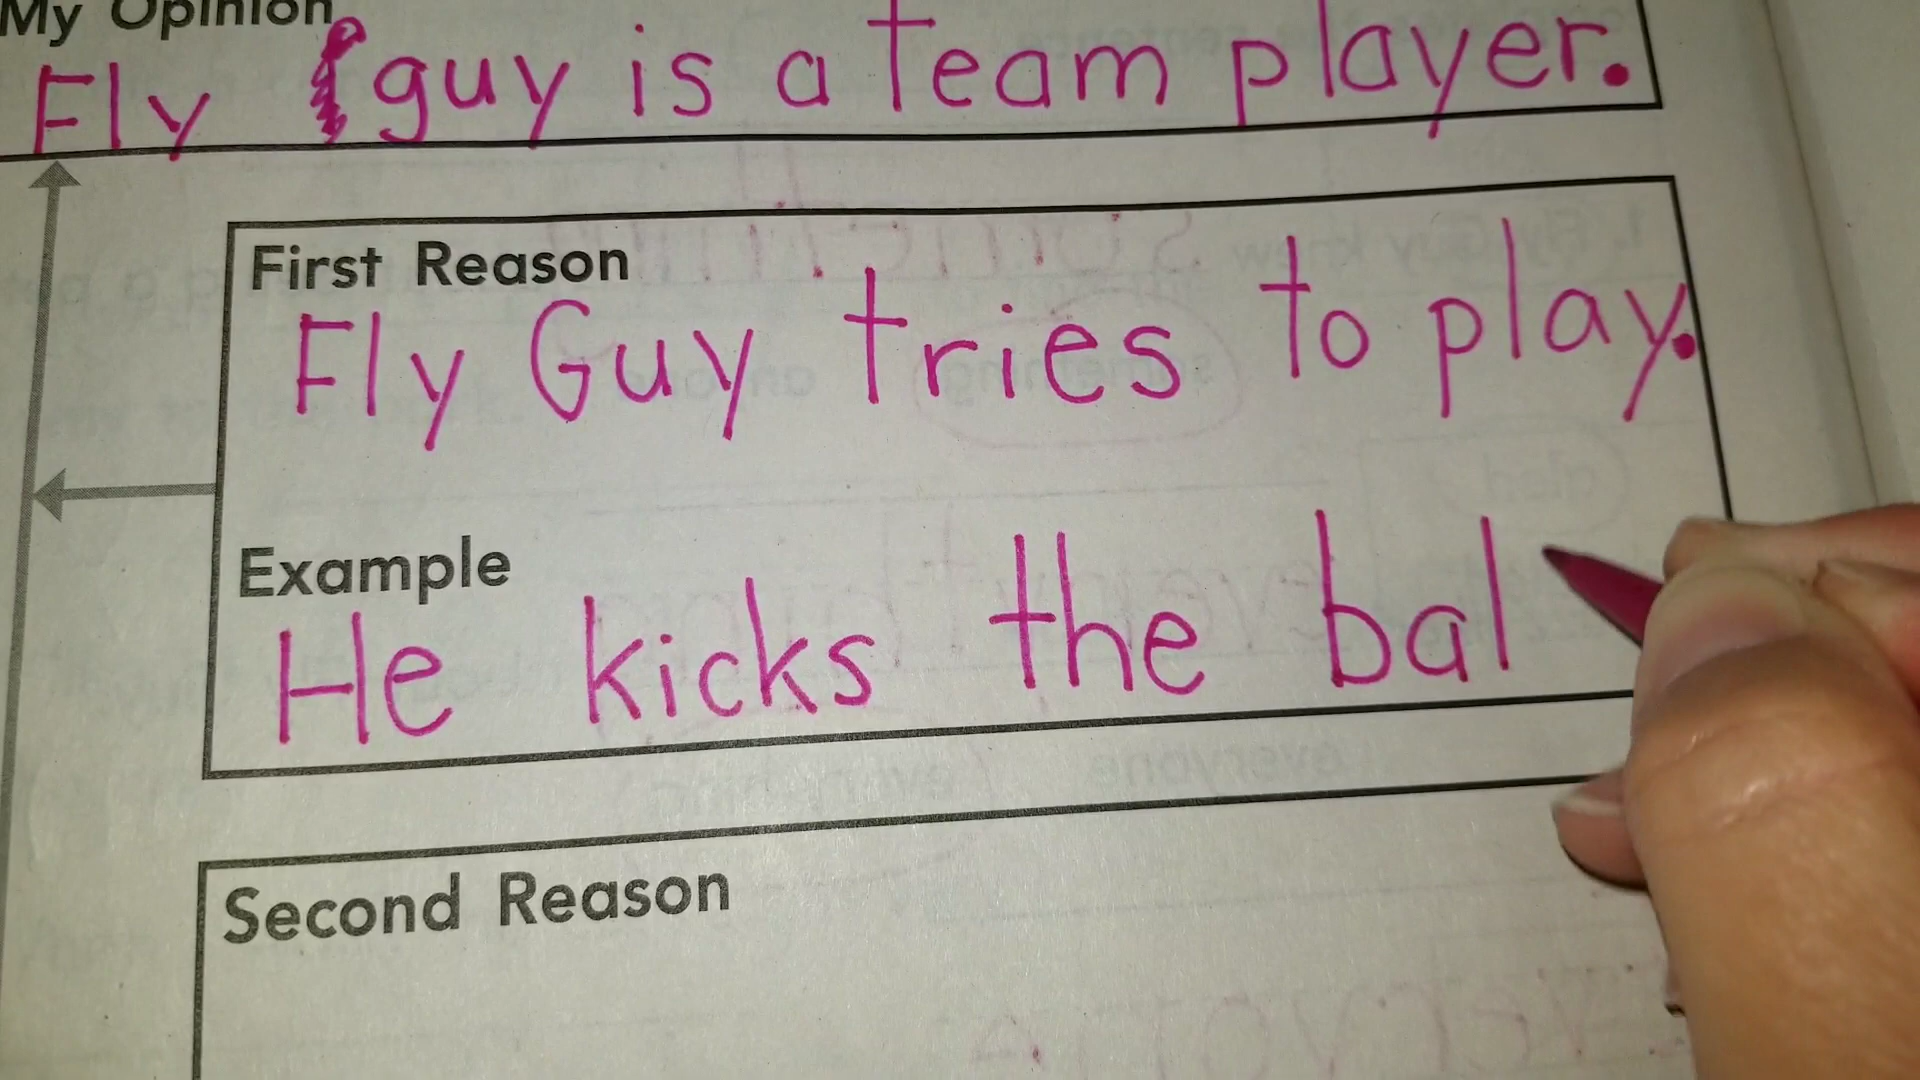 My Opinion
Fly guy is a team player.
First Reason
Fly Guy tries to play.
Example
He kicks the bal
Second Reason